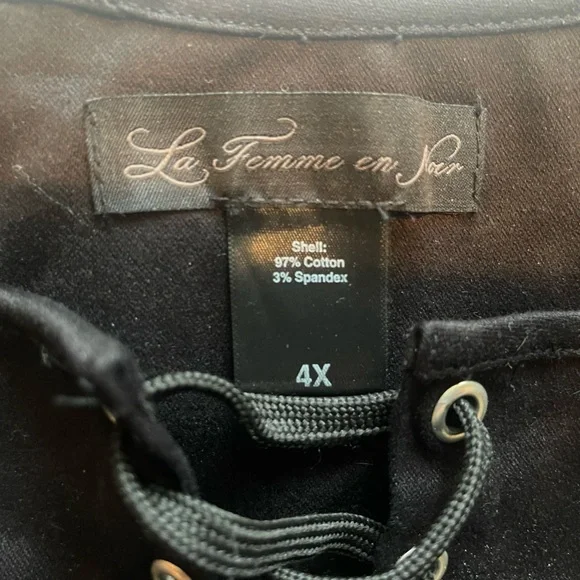 La Femme en Noir
Shell:
97% Cotton
3% Spandex
4X